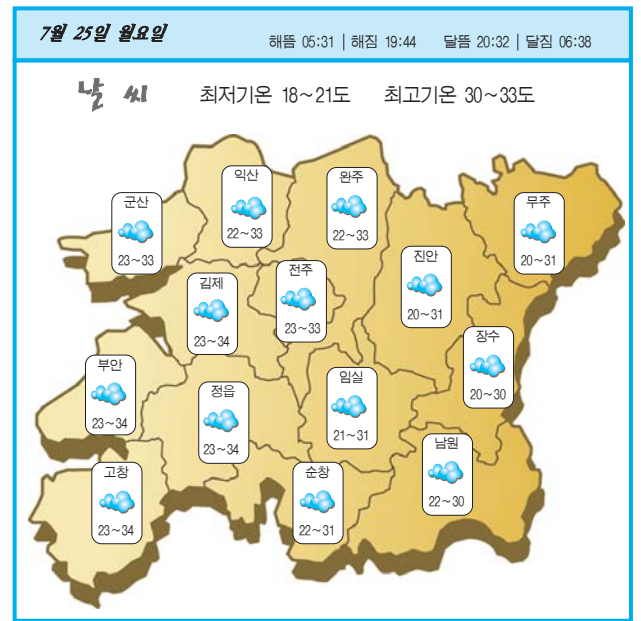 7월 25일 월요일
해뜸 05:31 | 해짐 19:44 달뜸 20:32 | 달짐 06:38
날 씨 최저기온 18~21도 최고기온 30~33도
익산
22~33
완주
22~33
군산
23~33
무주
20~31
진안
20~31
전주
23~33
김제
23~34
장수
20~30
부안
23~34
임실
21~31
정읍
23~34
남원
22~30
고창
23~34
순창
22~31